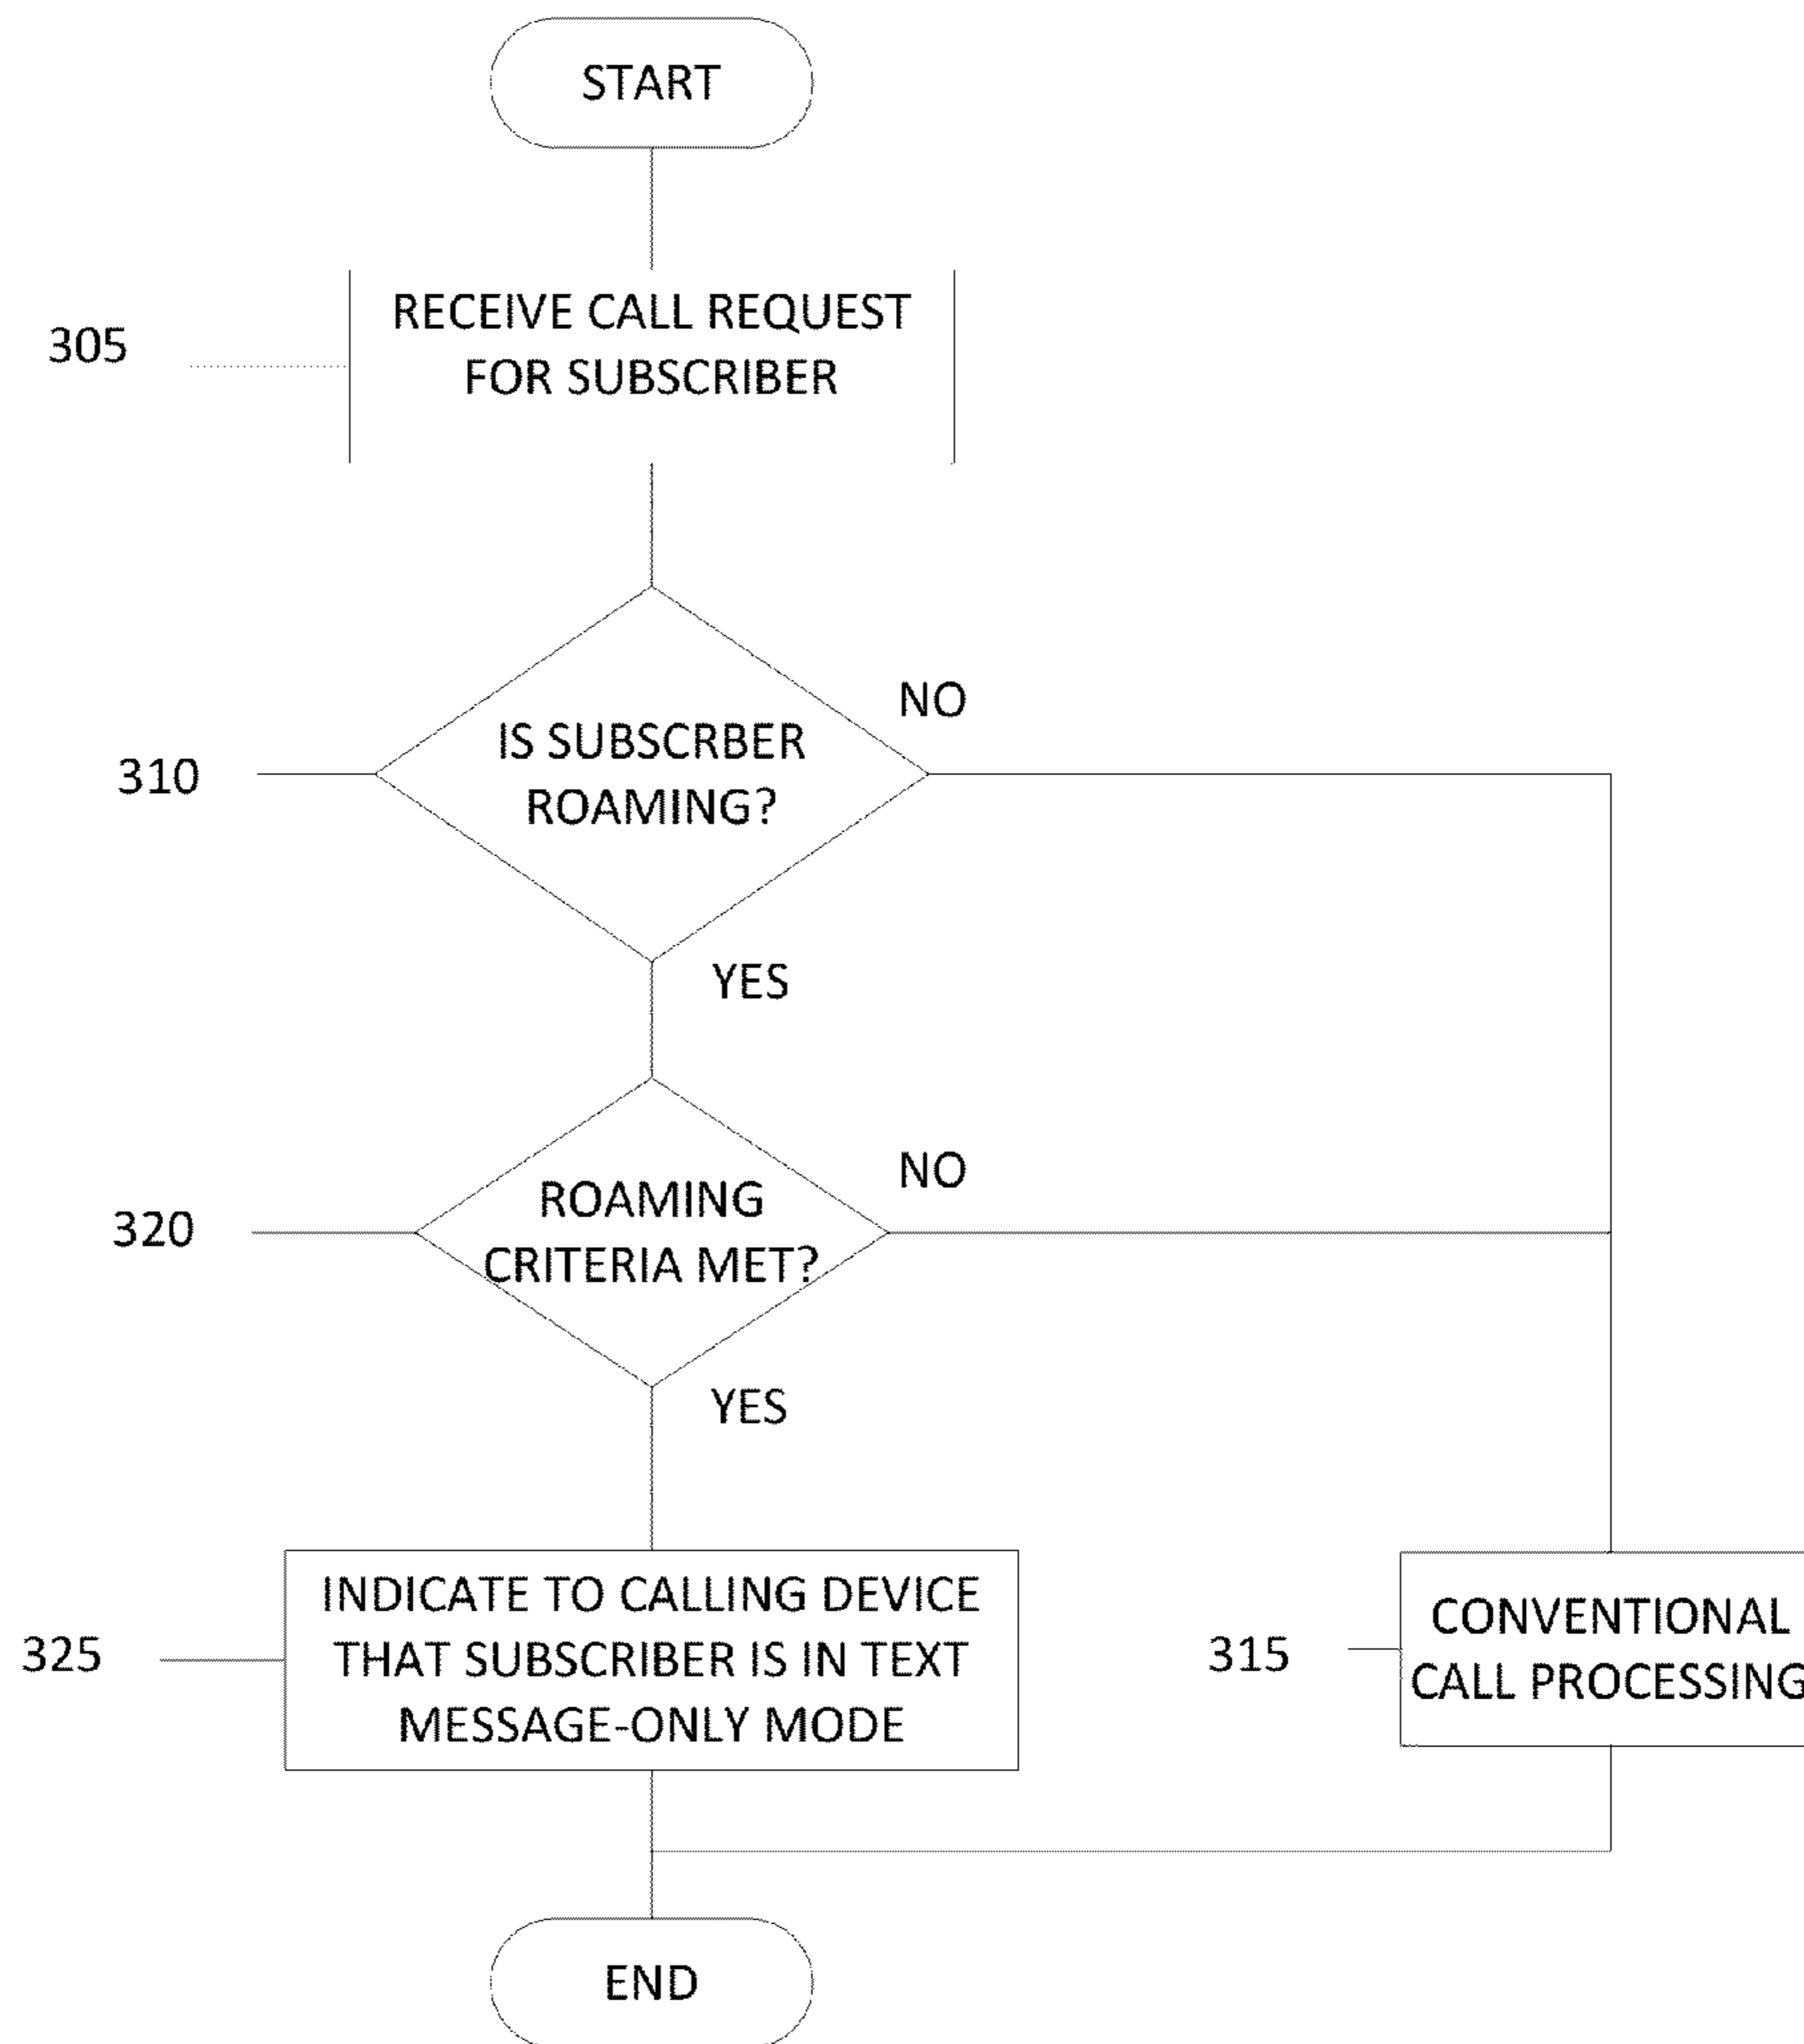 START
305
RECEIVE CALL REQUEST
FOR SUBSCRIBER
310
IS SUBSCRBER
ROAMING?
NO
YES
320
ROAMING
CRITERIA MET?
NO
YES
325
INDICATE TO CALLING DEVICE
THAT SUBSCRIBER IS IN TEXT
MESSAGE-ONLY MODE
315
CONVENTIONAL
CALL PROCESSING
END